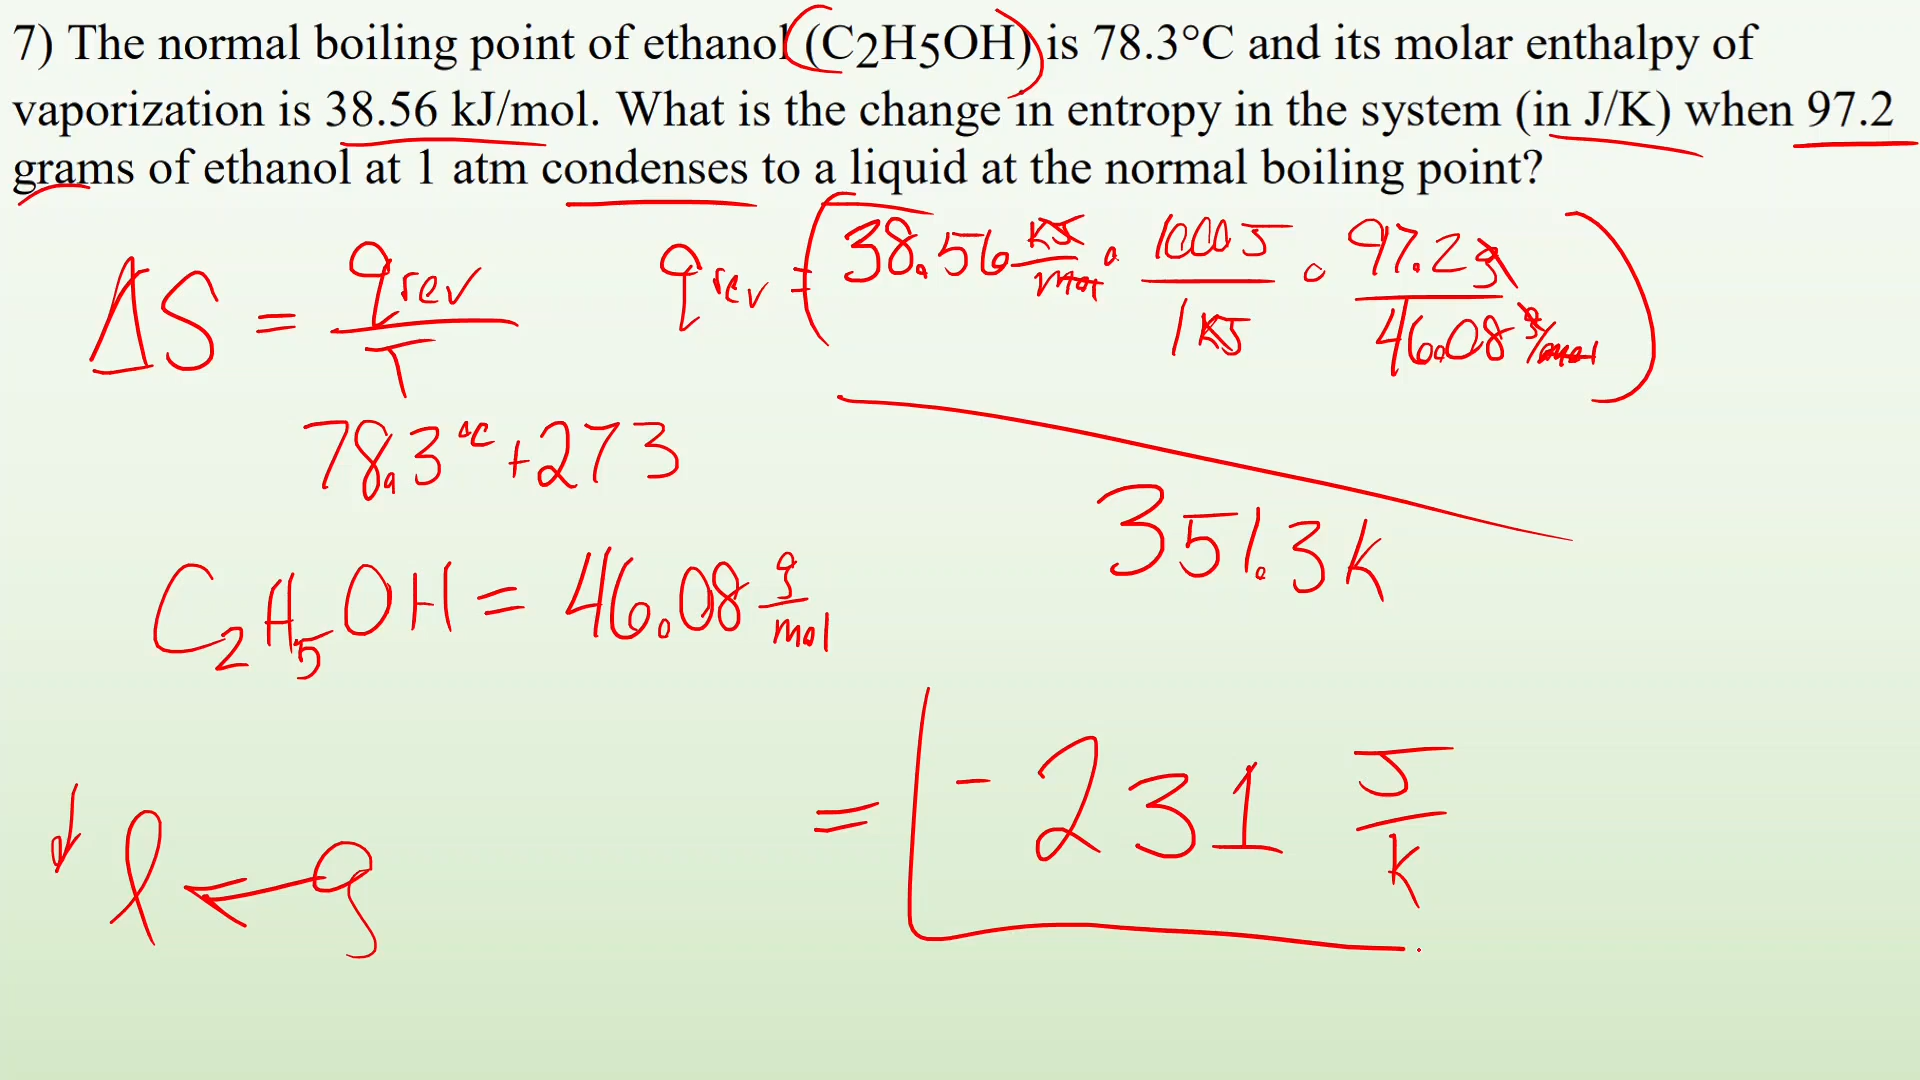 7) The normal boiling point of ethanol (C2H5OH) is 78.3°C and its molar enthalpy of
vaporization is 38.56 kJ/mol. What is the change in entropy in the system (in J/K) when 97.2
grams of ethanol at 1 atm condenses to a liquid at the normal boiling point?
ΔS = qrev / T
qrev = (38.56 kJ/mol · 1000 J / 1 kJ · 97.2 g / 46.08 g/mol)
78.3 °C + 273
351.3 K
C2H5OH = 46.08 g/mol
= -231 J/K
l ← g